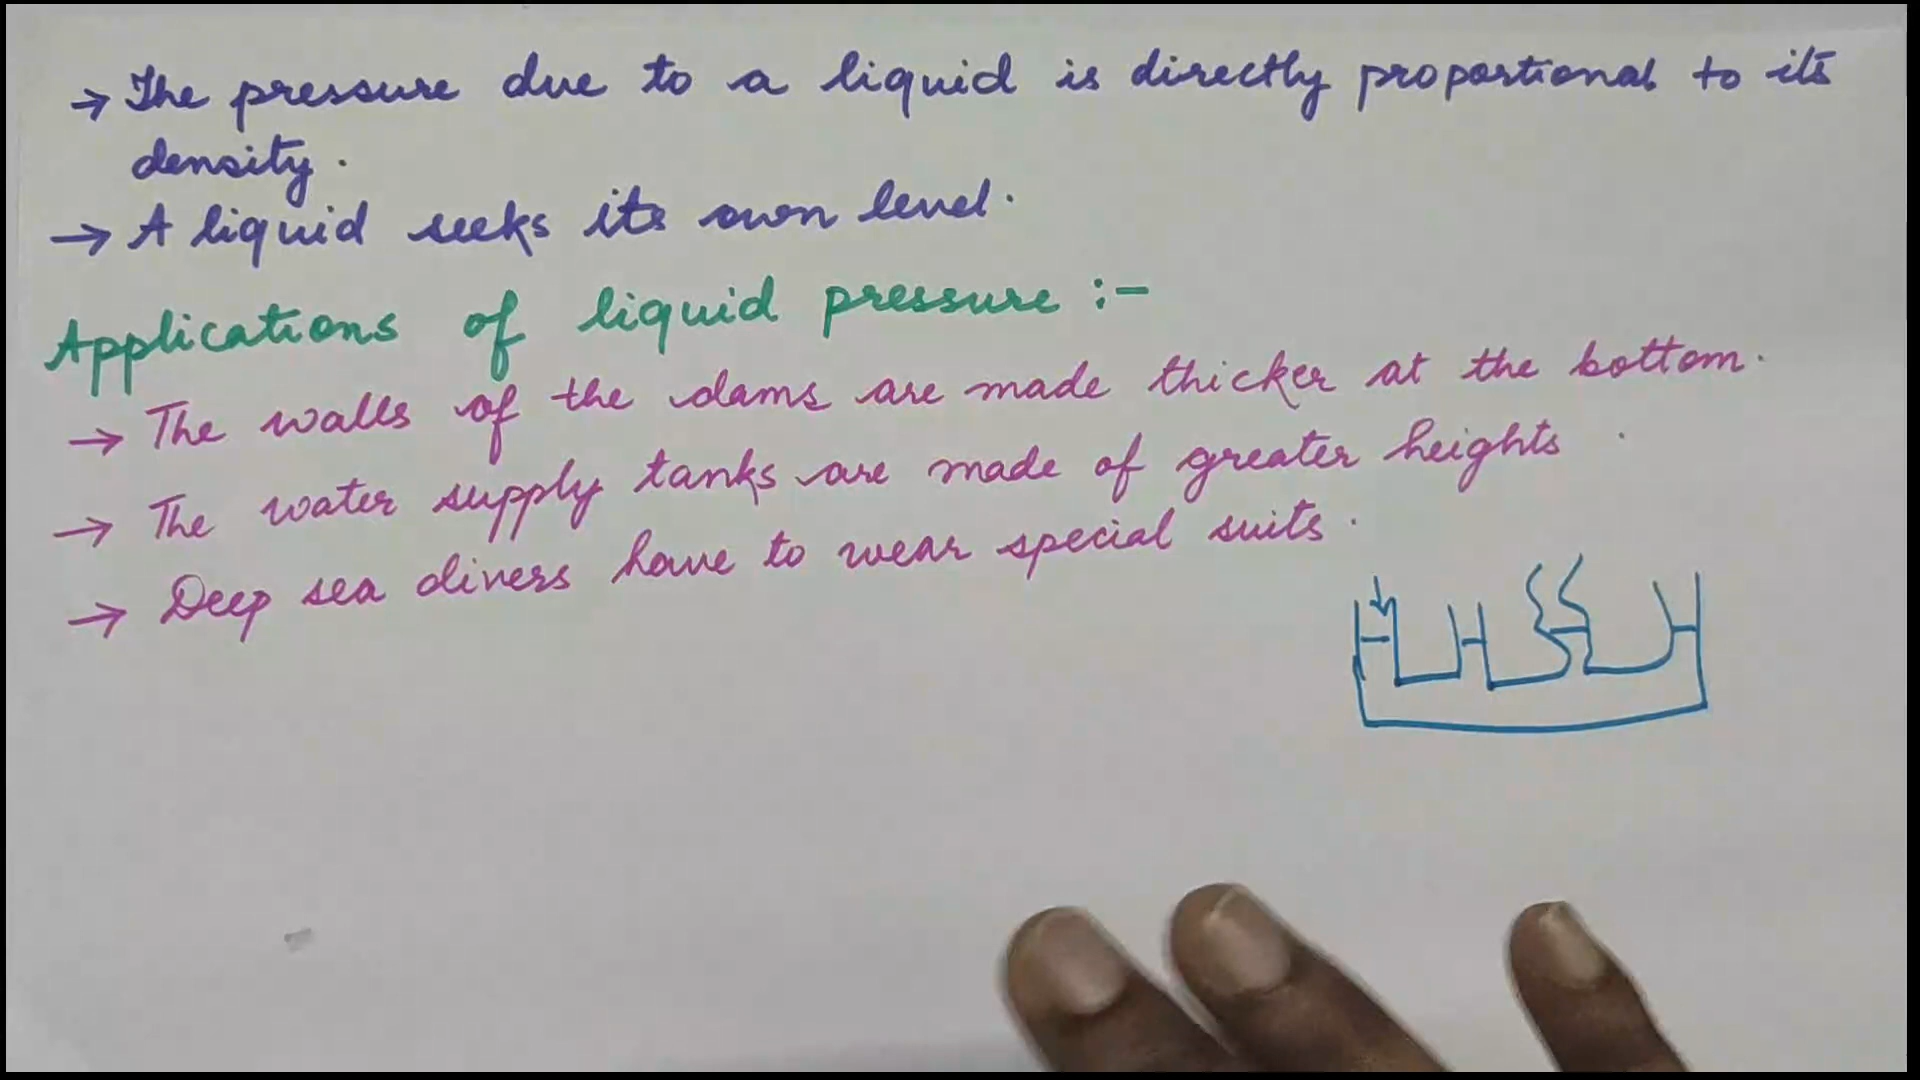 → The pressure due to a liquid is directly proportional to its
density.
→ A liquid seeks its own level.
Applications of liquid pressure :-
→ The walls of the dams are made thicker at the bottom.
→ The water supply tanks are made of greater heights.
→ Deep sea divers have to wear special suits.